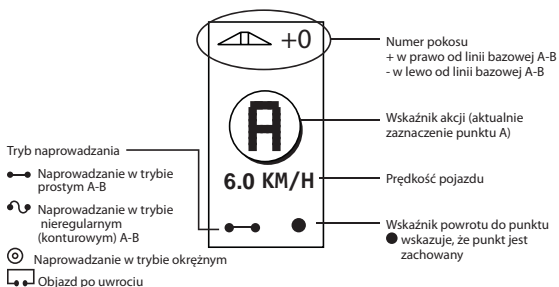 +0
A
6.0 KM/H
Numer pokosu
+ w prawo od linii bazowej A-B
- w lewo od linii bazowej A-B
Wskaźnik akcji (aktualnie
zaznaczenie punktu A)
Prędkość pojazdu
Wskaźnik powrotu do punktu
wskazuje, że punkt jest
zachowany
Tryb naprowadzania
Naprowadzanie w trybie
prostym A-B
Naprowadzanie w trybie
nieregularnym
(konturowym) A-B
Naprowadzanie w trybie okrężnym
Objazd po uwrociu